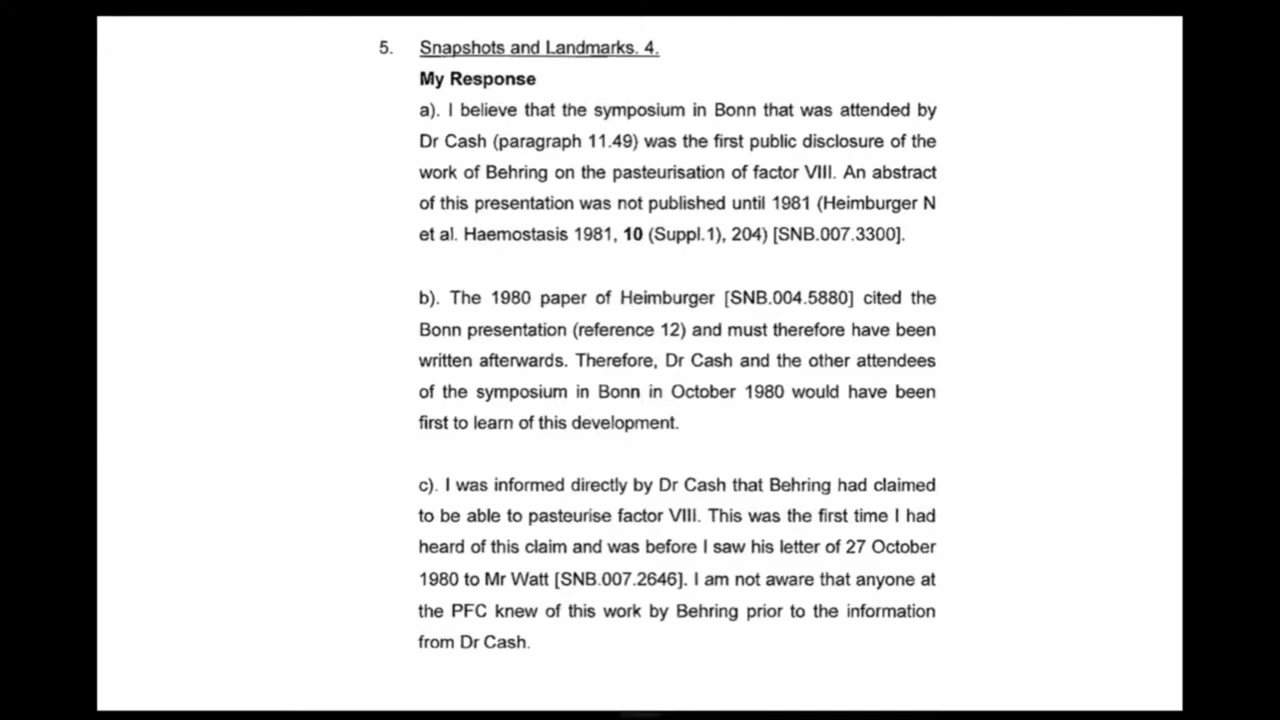 5. Snapshots and Landmarks. 4.
My Response
a). I believe that the symposium in Bonn that was attended by
Dr Cash (paragraph 11.49) was the first public disclosure of the
work of Behring on the pasteurisation of factor VIII. An abstract
of this presentation was not published until 1981 (Heimburger N
et al. Haemostasis 1981, 10 (Suppl.1), 204) [SNB.007.3300].
b). The 1980 paper of Heimburger [SNB.004.5880] cited the
Bonn presentation (reference 12) and must therefore have been
written afterwards. Therefore, Dr Cash and the other attendees
of the symposium in Bonn in October 1980 would have been
first to learn of this development.
c). I was informed directly by Dr Cash that Behring had claimed
to be able to pasteurise factor VIII. This was the first time I had
heard of this claim and was before I saw his letter of 27 October
1980 to Mr Watt [SNB.007.2646]. I am not aware that anyone at
the PFC knew of this work by Behring prior to the information
from Dr Cash.